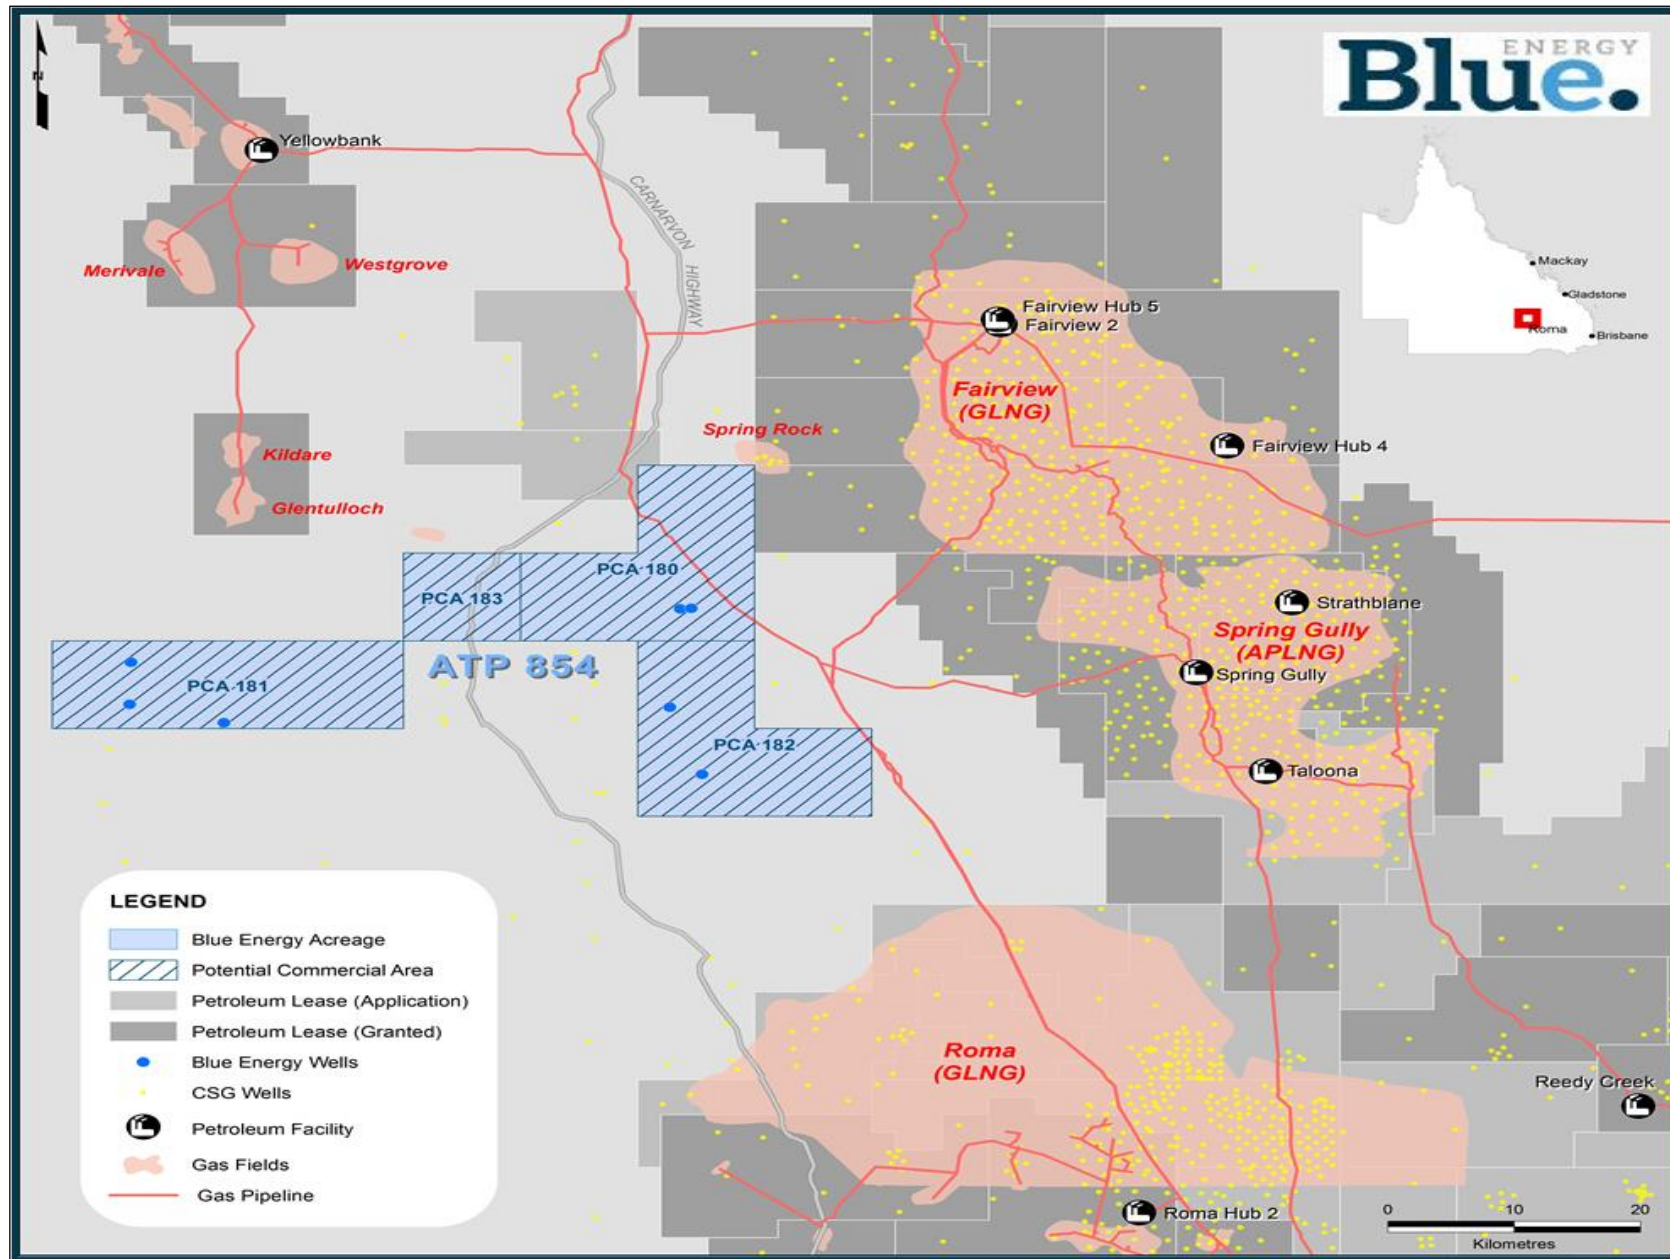 N
ENERGY
Blue.
Yellowbank
CARNARVON
HIGHWAY
Merivale
Westgrove
Mackay
Gladstone
Roma
Brisbane
Fairview Hub 5
Fairview 2
Fairview
(GLNG)
Spring Rock
Fairview Hub 4
Kildare
Glentulloch
PCA 180
PCA 183
Strathblane
Spring Gully
(APLNG)
ATP 854
Spring Gully
PCA 181
PCA 182
Taloona
LEGEND
Blue Energy Acreage
Potential Commercial Area
Petroleum Lease (Application)
Petroleum Lease (Granted)
Blue Energy Wells
CSG Wells
Petroleum Facility
Gas Fields
Gas Pipeline
Roma
(GLNG)
Reedy Creek
Roma Hub 2
0 10 20
Kilometres